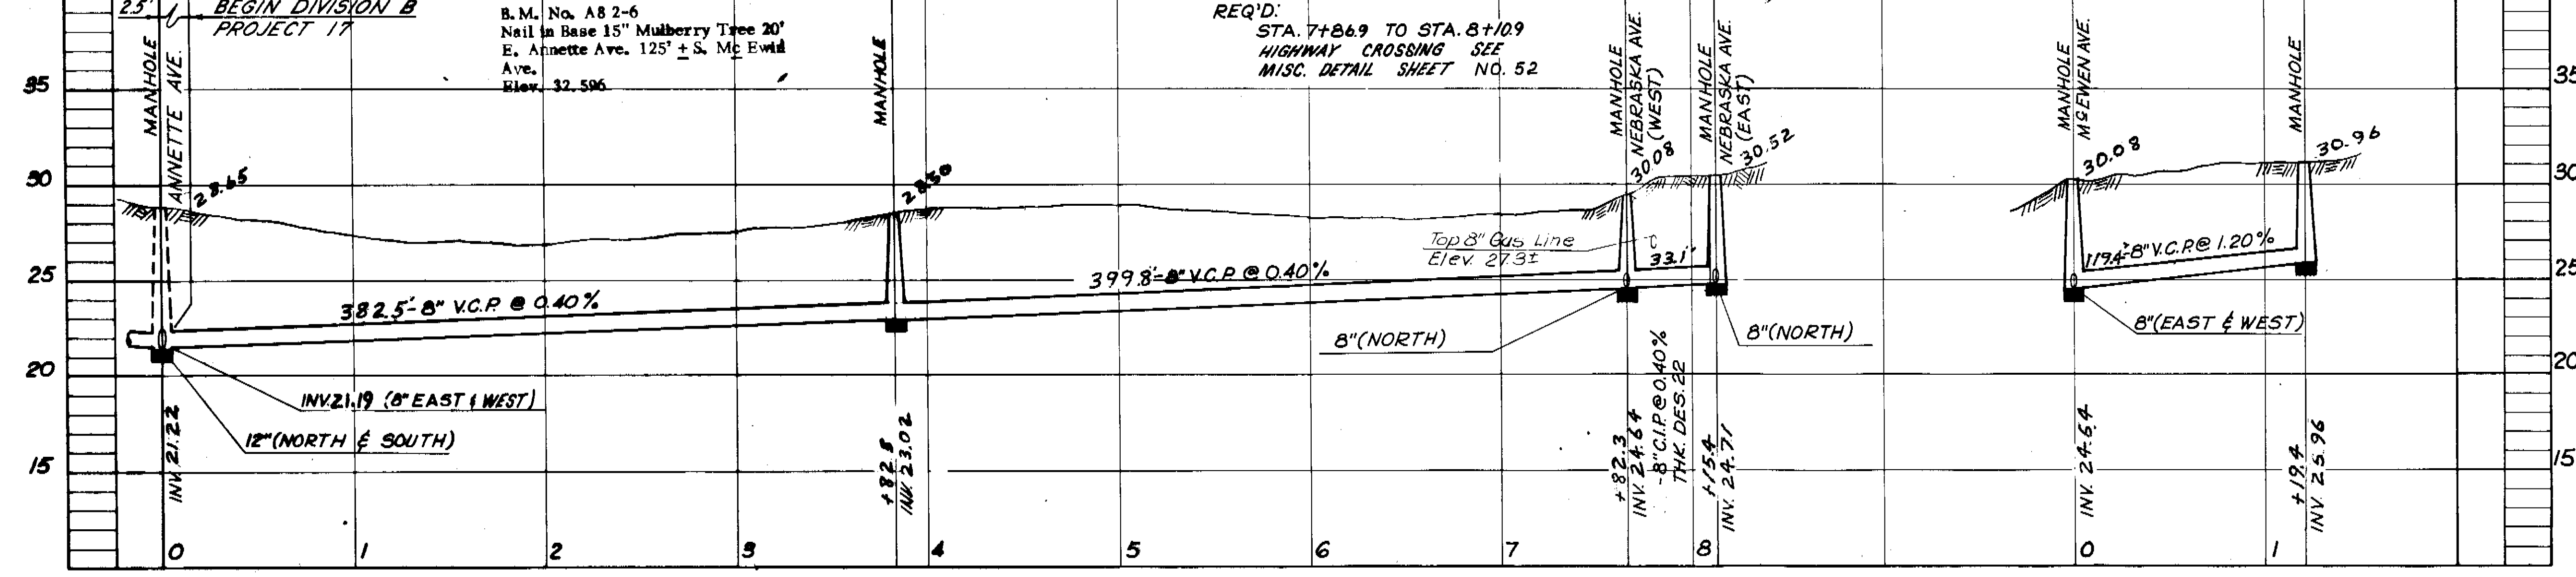 2.5'
BEGIN DIVISION B
PROJECT 17
B. M. No. A8 2-6
Nail in Base 15" Mulberry Tree 20'
E. Annette Ave. 125' ± S. Mc Ewin
Ave.
Elev. 32.596
REQ'D:
STA. 7+86.9 TO STA. 8+10.9
HIGHWAY CROSSING SEE
MISC. DETAIL SHEET NO. 52
MANHOLE
ANNETTE AVE.
MANHOLE
MANHOLE
NEBRASKA AVE.
(WEST)
MANHOLE
NEBRASKA AVE.
(EAST)
MANHOLE
McEWEN AVE.
MANHOLE
35
35
30
30
25
25
20
20
15
15
28.65
28.50
30.08
30.52
30.08
30.96
Top 8" Gas Line
Elev. 27.3±
33.1'
382.5'-8" V.C.P. @ 0.40%
399.8'-8" V.C.P. @ 0.40%
119.4'-8" V.C.P. @ 1.20%
8"(NORTH)
8"(NORTH)
8"(EAST & WEST)
INV. 21.19 (8" EAST & WEST)
12"(NORTH & SOUTH)
INV. 21.22
+82.5
INV. 23.02
+82.3
INV. 24.64
-8" C.I.P. @ 0.40%
THK. DES. 22
+15.4
INV. 24.71
INV. 24.54
+19.4
INV. 25.96
0
1
2
3
4
5
6
7
8
0
1